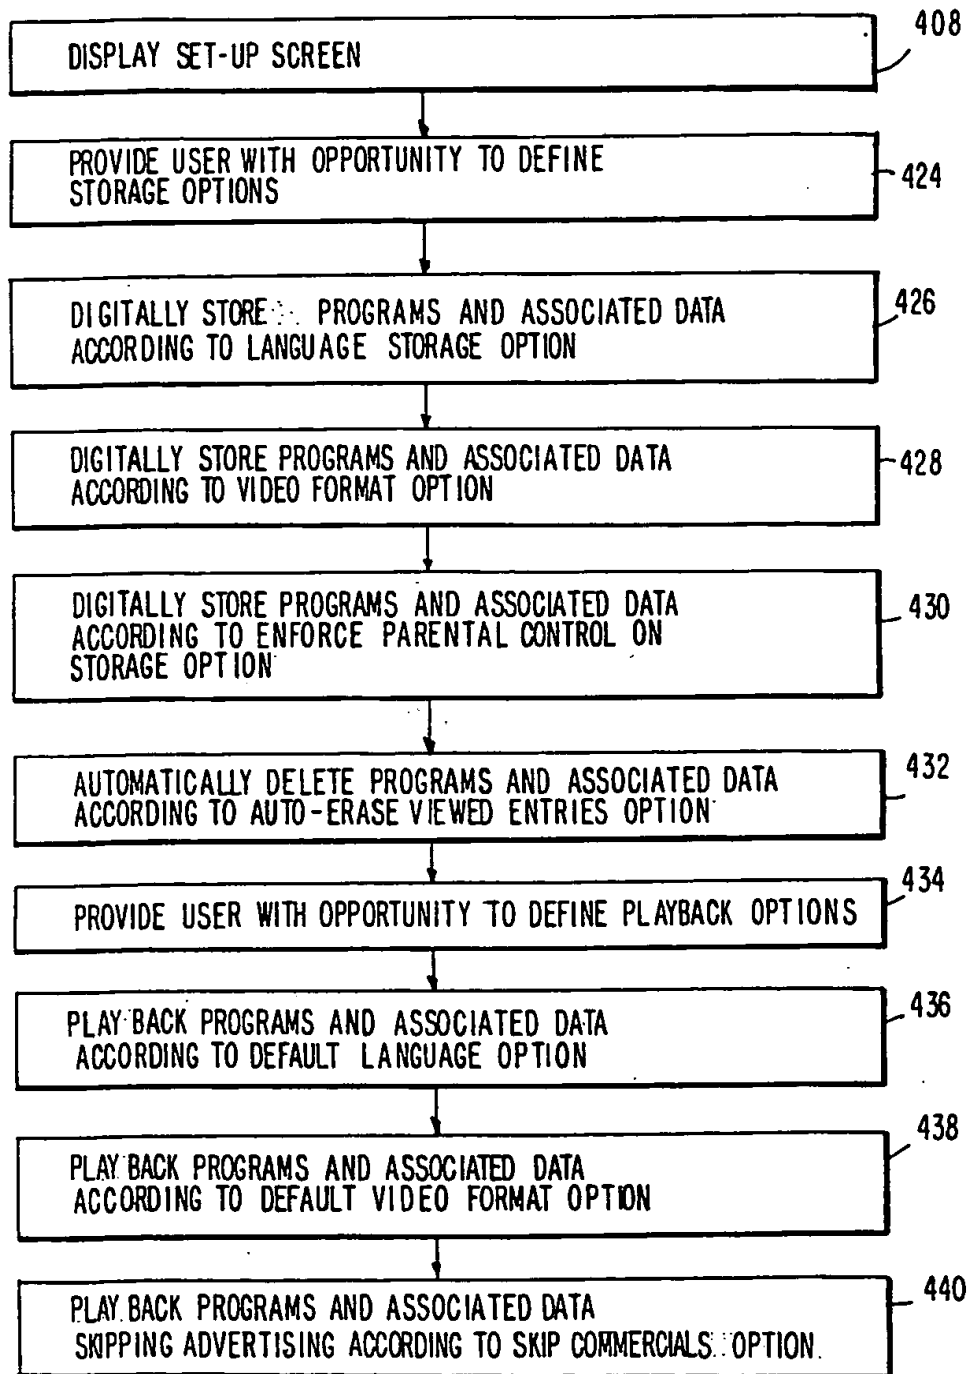 408
DISPLAY SET-UP SCREEN
PROVIDE USER WITH OPPORTUNITY TO DEFINE
STORAGE OPTIONS
424
DIGITALLY STORE PROGRAMS AND ASSOCIATED DATA
ACCORDING TO LANGUAGE STORAGE OPTION
426
DIGITALLY STORE PROGRAMS AND ASSOCIATED DATA
ACCORDING TO VIDEO FORMAT OPTION
428
DIGITALLY STORE PROGRAMS AND ASSOCIATED DATA
ACCORDING TO ENFORCE PARENTAL CONTROL ON
STORAGE OPTION
430
AUTOMATICALLY DELETE PROGRAMS AND ASSOCIATED DATA
ACCORDING TO AUTO-ERASE VIEWED ENTRIES OPTION
432
PROVIDE USER WITH OPPORTUNITY TO DEFINE PLAYBACK OPTIONS
434
PLAY BACK PROGRAMS AND ASSOCIATED DATA
ACCORDING TO DEFAULT LANGUAGE OPTION
436
PLAY BACK PROGRAMS AND ASSOCIATED DATA
ACCORDING TO DEFAULT VIDEO FORMAT OPTION
438
PLAY BACK PROGRAMS AND ASSOCIATED DATA
SKIPPING ADVERTISING ACCORDING TO SKIP COMMERCIALS OPTION
440